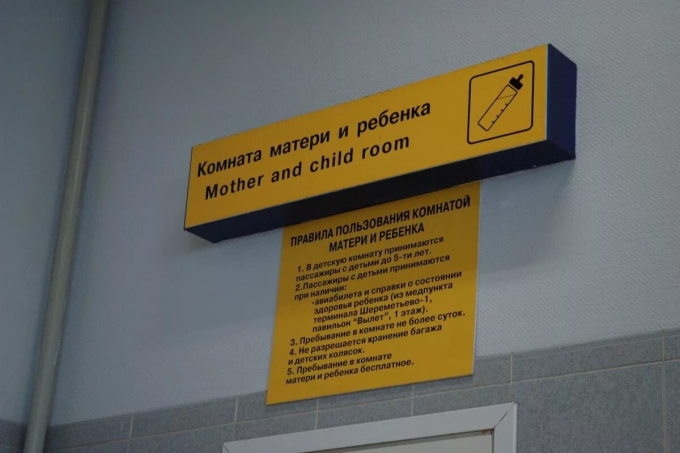 Комната матери и ребенка
Mother and child room
ПРАВИЛА ПОЛЬЗОВАНИЯ КОМНАТОЙ
МАТЕРИ И РЕБЕНКА
1. В детскую комнату принимаются
пассажиры с детьми до 5-ти лет.
2.Пассажиры с детьми принимаются
при наличии:
-авиабилета и справки о состоянии
здоровья ребенка (из медпункта
терминала Шереметьево-1,
павильон "Вылет", 1 этаж).
3. Пребывание в комнате не более суток.
4. Не разрешается хранение багажа
и детских колясок.
5. Пребывание в комнате
матери и ребенка бесплатное.